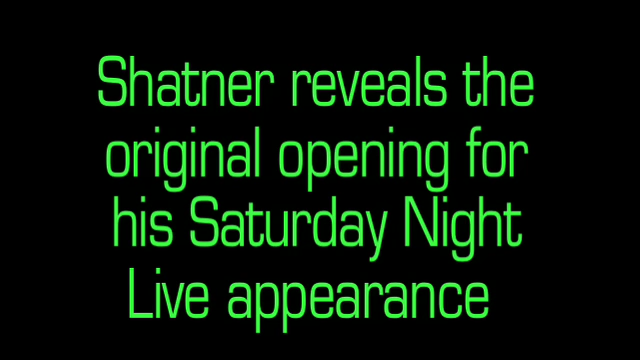 Shatner reveals the
original opening for
his Saturday Night
Live appearance